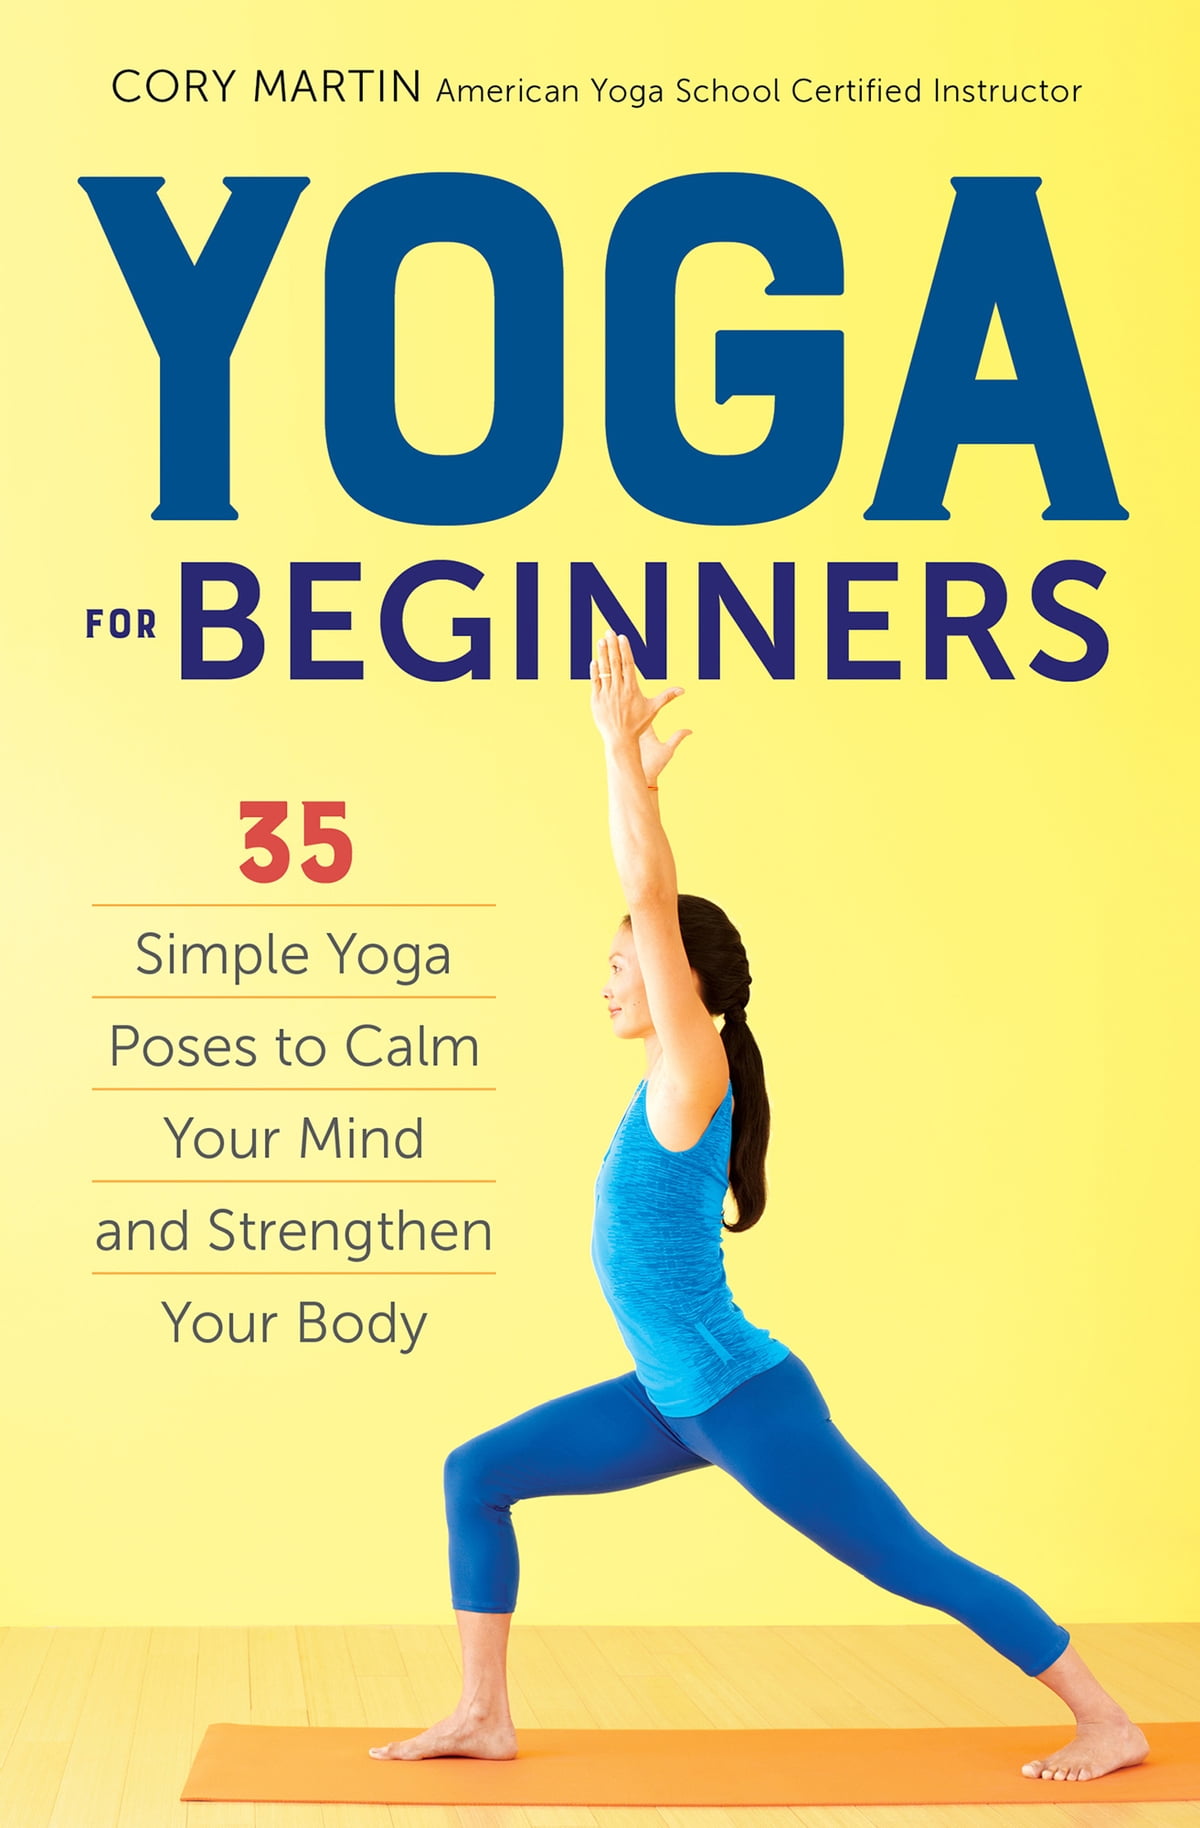 CORY MARTIN American Yoga School Certified Instructor
YOGA
FOR BEGINNERS
35
Simple Yoga
Poses to Calm
Your Mind
and Strengthen
Your Body